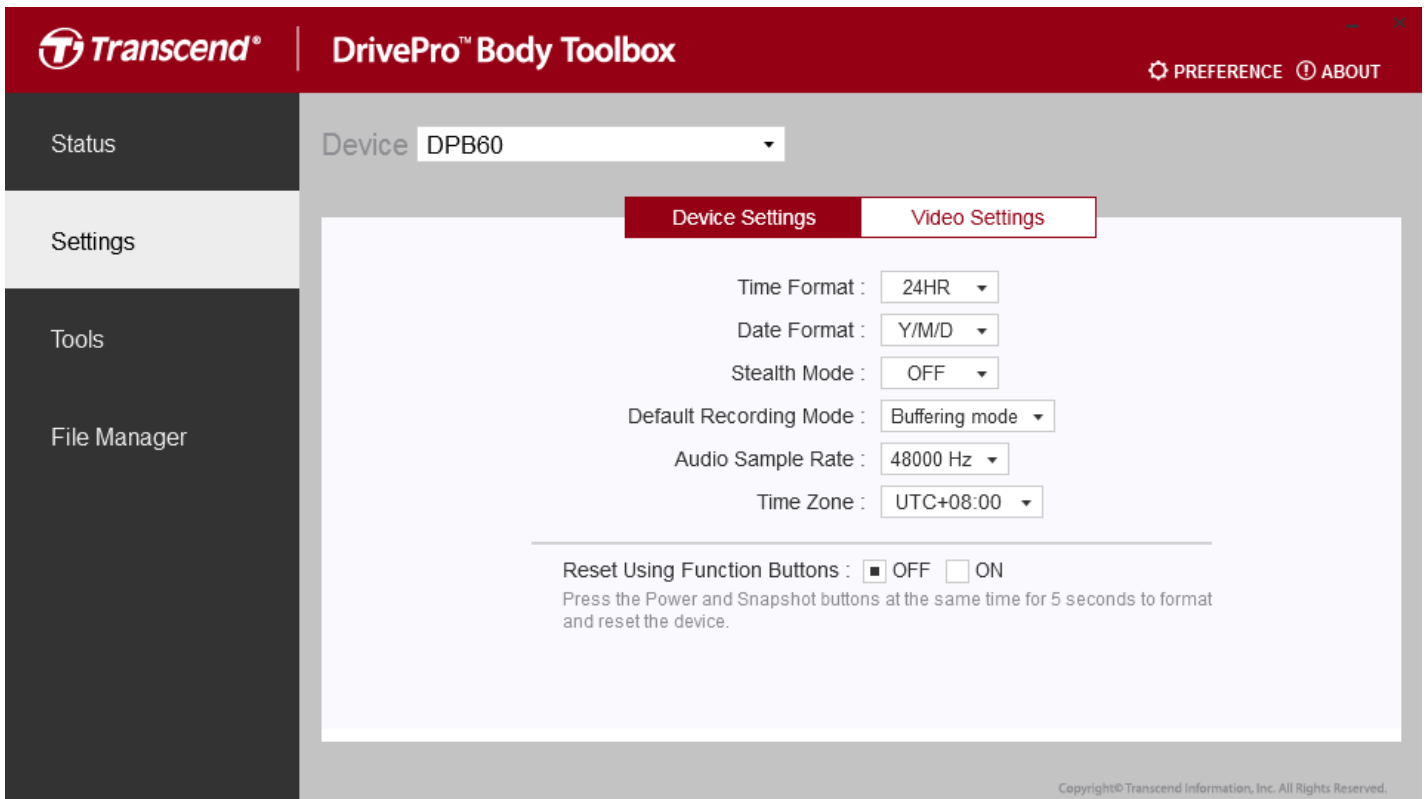 Transcend®
DrivePro™ Body Toolbox
PREFERENCE ABOUT
Status
Settings
Tools
File Manager
Device DPB60
Device Settings Video Settings
Time Format : 24HR
Date Format : Y/M/D
Stealth Mode : OFF
Default Recording Mode : Buffering mode
Audio Sample Rate : 48000 Hz
Time Zone : UTC+08:00
Reset Using Function Buttons : OFF ON
Press the Power and Snapshot buttons at the same time for 5 seconds to format
and reset the device.
Copyright© Transcend Information, Inc. All Rights Reserved.